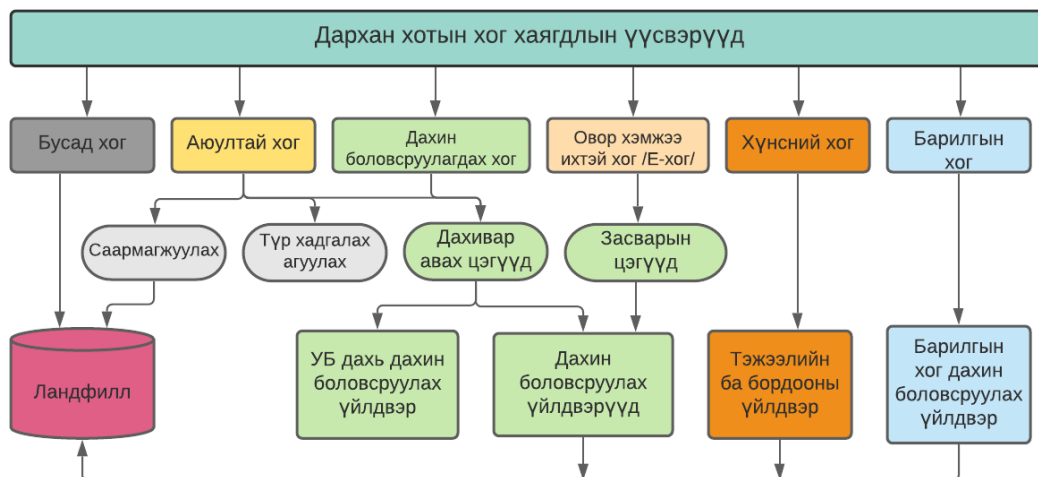 Дархан хотын хог хаягдлын үүсвэрүүд
Бусад хог
Аюултай хог
Дахин
боловсруулагдах хог
Овор хэмжээ
ихтэй хог /Е-хог/
Хүнсний хог
Барилгын
хог
Саармагжуулах
Түр хадгалах
агуулах
Дахивар
авах цэгүүд
Засварын
цэгүүд
Ландфилл
УБ дахь дахин
боловсруулах
үйлдвэр
Дахин
боловсруулах
үйлдвэрүүд
Тэжээлийн
ба бордооны
үйлдвэр
Барилгын
хог дахин
боловсруулах
үйлдвэр